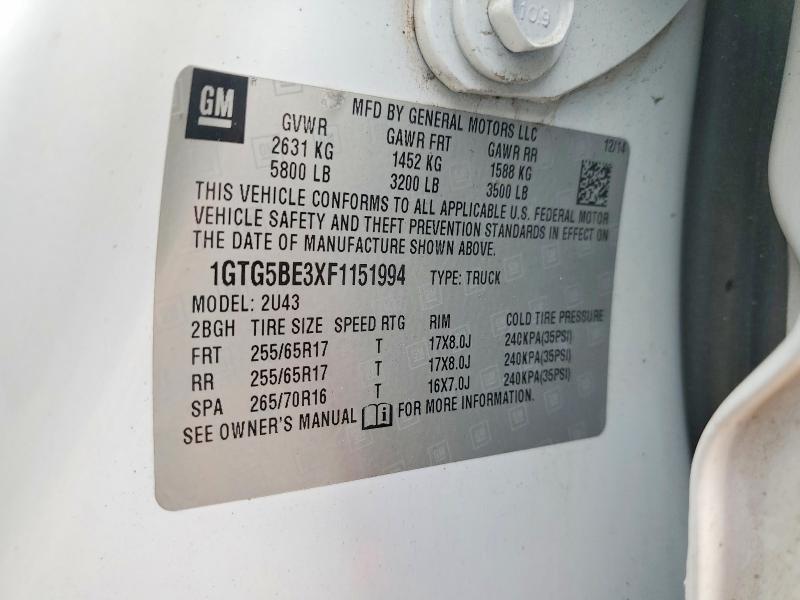 10.9
GM
MFD BY GENERAL MOTORS LLC
GVWR GAWR FRT GAWR RR 12/14
2631 KG 1452 KG 1588 KG
5800 LB 3200 LB 3500 LB
THIS VEHICLE CONFORMS TO ALL APPLICABLE U.S. FEDERAL MOTOR
VEHICLE SAFETY AND THEFT PREVENTION STANDARDS IN EFFECT ON
THE DATE OF MANUFACTURE SHOWN ABOVE.
1GTG5BE3XF1151994 TYPE: TRUCK
MODEL: 2U43
2BGH TIRE SIZE SPEED RTG RIM COLD TIRE PRESSURE
FRT 255/65R17 T 17X8.0J 240KPA(35PSI)
RR 255/65R17 T 17X8.0J 240KPA(35PSI)
SPA 265/70R16 T 16X7.0J 240KPA(35PSI)
SEE OWNER'S MANUAL i FOR MORE INFORMATION.